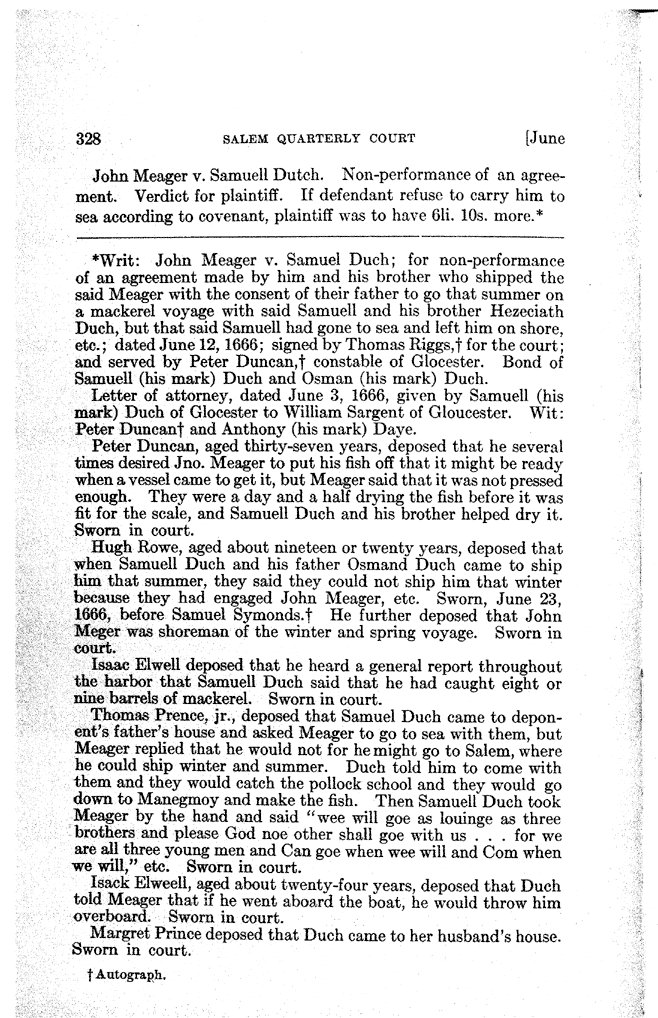 328 SALEM QUARTERLY COURT [June
John Meager v. Samuell Dutch. Non-performance of an agree-
ment. Verdict for plaintiff. If defendant refuse to carry him to
sea according to covenant, plaintiff was to have 6li. 10s. more.*
*Writ: John Meager v. Samuel Duch; for non-performance
of an agreement made by him and his brother who shipped the
said Meager with the consent of their father to go that summer on
a mackerel voyage with said Samuell and his brother Hezeciath
Duch, but that said Samuell had gone to sea and left him on shore,
etc.; dated June 12, 1666; signed by Thomas Riggs,† for the court;
and served by Peter Duncan,† constable of Glocester. Bond of
Samuell (his mark) Duch and Osman (his mark) Duch.
Letter of attorney, dated June 3, 1666, given by Samuell (his
mark) Duch of Glocester to William Sargent of Gloucester. Wit:
Peter Duncan† and Anthony (his mark) Daye.
Peter Duncan, aged thirty-seven years, deposed that he several
times desired Jno. Meager to put his fish off that it might be ready
when a vessel came to get it, but Meager said that it was not pressed
enough. They were a day and a half drying the fish before it was
fit for the scale, and Samuell Duch and his brother helped dry it.
Sworn in court.
Hugh Rowe, aged about nineteen or twenty years, deposed that
when Samuell Duch and his father Osmand Duch came to ship
him that summer, they said they could not ship him that winter
because they had engaged John Meager, etc. Sworn, June 23,
1666, before Samuel Symonds.† He further deposed that John
Meger was shoreman of the winter and spring voyage. Sworn in
court.
Isaac Elwell deposed that he heard a general report throughout
the harbor that Samuell Duch said that he had caught eight or
nine barrels of mackerel. Sworn in court.
Thomas Prence, jr., deposed that Samuel Duch came to depon-
ent's father's house and asked Meager to go to sea with them, but
Meager replied that he would not for he might go to Salem, where
he could ship winter and summer. Duch told him to come with
them and they would catch the pollock school and they would go
down to Manegmoy and make the fish. Then Samuell Duch took
Meager by the hand and said "wee will goe as louinge as three
brothers and please God noe other shall goe with us . . . for we
are all three young men and Can goe when wee will and Com when
we will," etc. Sworn in court.
Isack Elweell, aged about twenty-four years, deposed that Duch
told Meager that if he went aboard the boat, he would throw him
overboard. Sworn in court.
Margret Prince deposed that Duch came to her husband's house.
Sworn in court.
† Autograph.